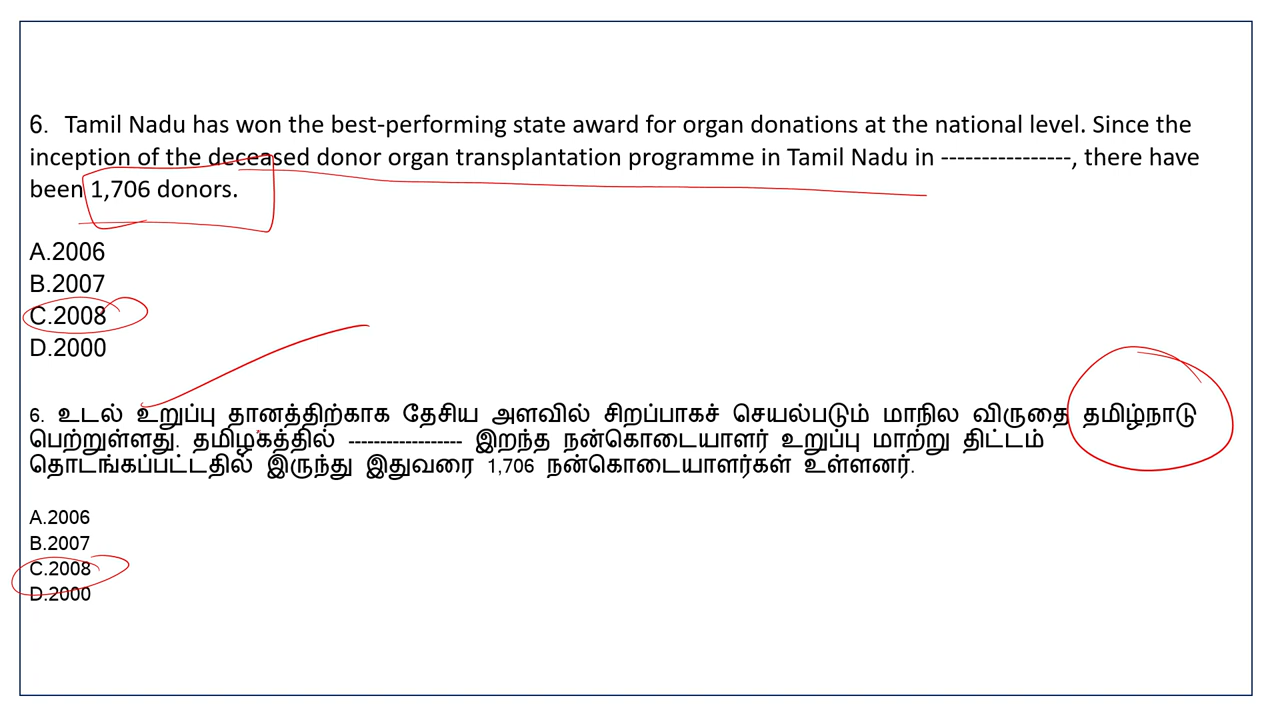 6. Tamil Nadu has won the best-performing state award for organ donations at the national level. Since the
inception of the deceased donor organ transplantation programme in Tamil Nadu in ----------------, there have
been 1,706 donors.
A.2006
B.2007
C.2008
D.2000
6. உடல் உறுப்பு தானத்திற்காக தேசிய அளவில் சிறப்பாகச் செயல்படும் மாநில விருதை தமிழ்நாடு
பெற்றுள்ளது. தமிழகத்தில் ------------------ இறந்த நன்கொடையாளர் உறுப்பு மாற்று திட்டம்
தொடங்கப்பட்டதில் இருந்து இதுவரை 1,706 நன்கொடையாளர்கள் உள்ளனர்.
A.2006
B.2007
C.2008
D.2000